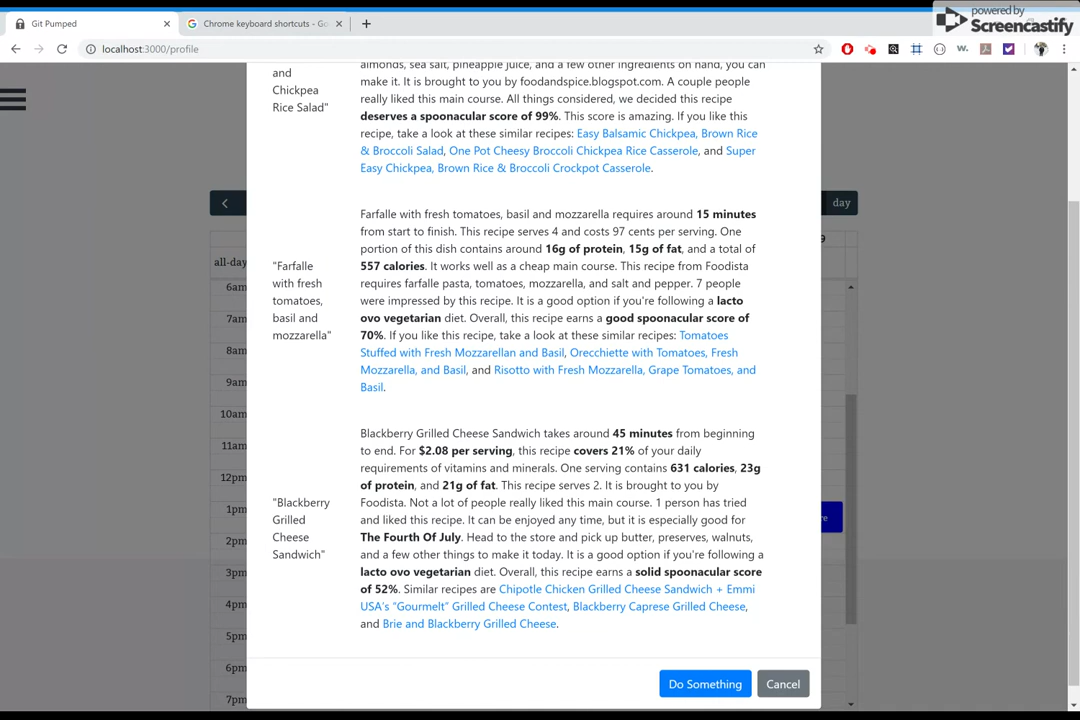 Git Pumped
Chrome keyboard shortcuts - Go
powered by
Screencastify
localhost:3000/profile
and
Chickpea
Rice Salad"
almonds, sea salt, pineapple juice, and a few other ingredients on hand, you can
make it. It is brought to you by foodandspice.blogspot.com. A couple people
really liked this main course. All things considered, we decided this recipe
deserves a spoonacular score of 99%. This score is amazing. If you like this
recipe, take a look at these similar recipes: Easy Balsamic Chickpea, Brown Rice
& Broccoli Salad, One Pot Cheesy Broccoli Chickpea Rice Casserole, and Super
Easy Chickpea, Brown Rice & Broccoli Crockpot Casserole.
"Farfalle
with fresh
tomatoes,
basil and
mozzarella"
Farfalle with fresh tomatoes, basil and mozzarella requires around 15 minutes
from start to finish. This recipe serves 4 and costs 97 cents per serving. One
portion of this dish contains around 16g of protein, 15g of fat, and a total of
557 calories. It works well as a cheap main course. This recipe from Foodista
requires farfalle pasta, tomatoes, mozzarella, and salt and pepper. 7 people
were impressed by this recipe. It is a good option if you're following a lacto
ovo vegetarian diet. Overall, this recipe earns a good spoonacular score of
70%. If you like this recipe, take a look at these similar recipes: Tomatoes
Stuffed with Fresh Mozzarellan and Basil, Orecchiette with Tomatoes, Fresh
Mozzarella, and Basil, and Risotto with Fresh Mozzarella, Grape Tomatoes, and
Basil.
"Blackberry
Grilled
Cheese
Sandwich"
Blackberry Grilled Cheese Sandwich takes around 45 minutes from beginning
to end. For $2.08 per serving, this recipe covers 21% of your daily
requirements of vitamins and minerals. One serving contains 631 calories, 23g
of protein, and 21g of fat. This recipe serves 2. It is brought to you by
Foodista. Not a lot of people really liked this main course. 1 person has tried
and liked this recipe. It can be enjoyed any time, but it is especially good for
The Fourth Of July. Head to the store and pick up butter, preserves, walnuts,
and a few other things to make it today. It is a good option if you're following a
lacto ovo vegetarian diet. Overall, this recipe earns a solid spoonacular score
of 52%. Similar recipes are Chipotle Chicken Grilled Cheese Sandwich + Emmi
USA's "Gourmelt" Grilled Cheese Contest, Blackberry Caprese Grilled Cheese,
and Brie and Blackberry Grilled Cheese.
Do Something
Cancel
day
9
all-day
6am
7am
8am
9am
10am
11am
12pm
1pm
re
2pm
3pm
4pm
5pm
6pm
7pm